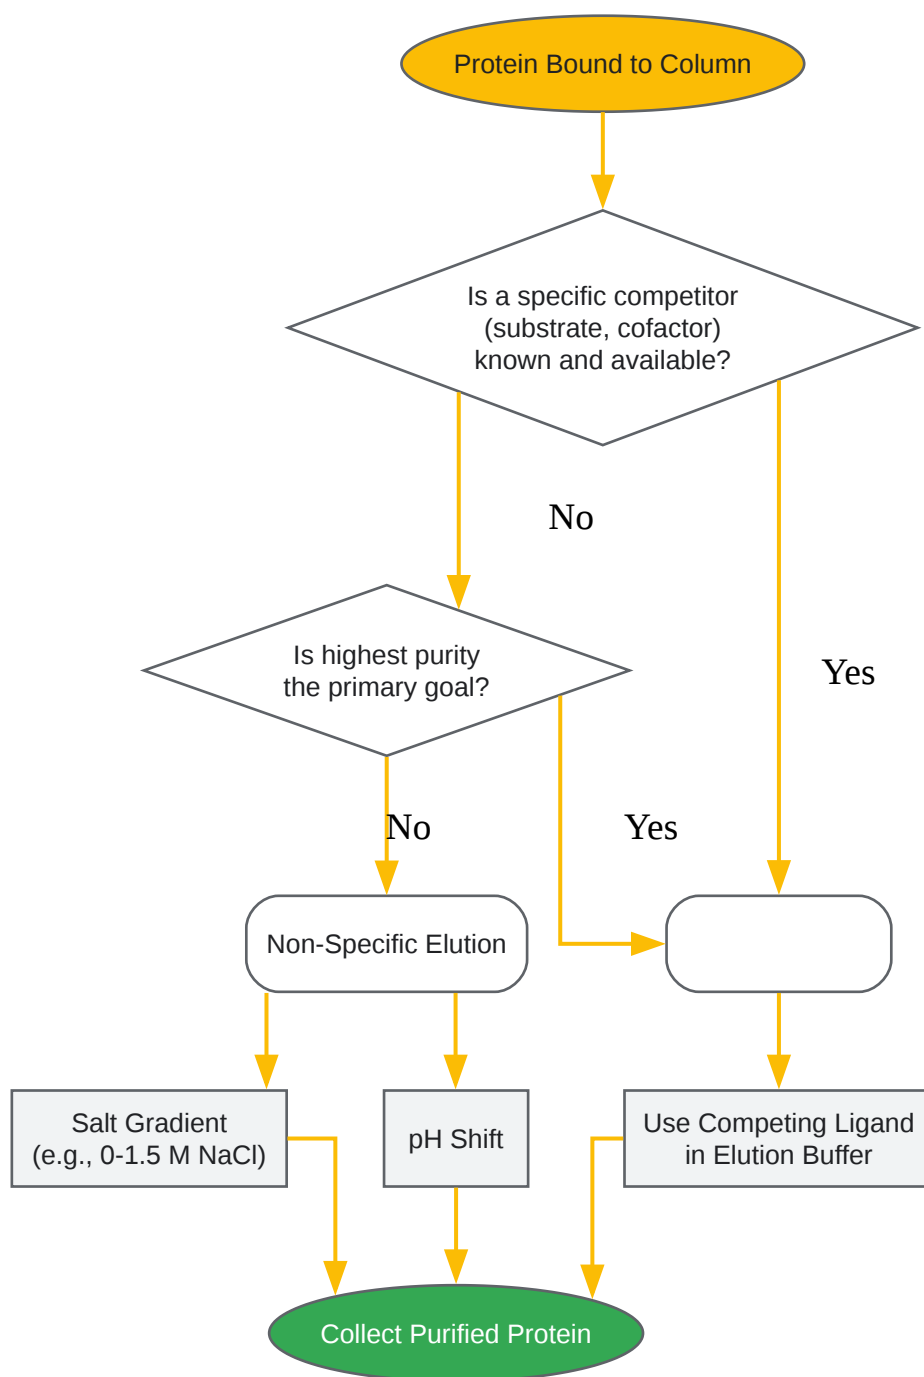 Protein Bound to Column
Is a specific competitor
(substrate, cofactor)
known and available?
No
Yes
Is highest purity
the primary goal?
No
Yes
Non-Specific Elution
Salt Gradient
(e.g., 0-1.5 M NaCl)
pH Shift
Use Competing Ligand
in Elution Buffer
Collect Purified Protein